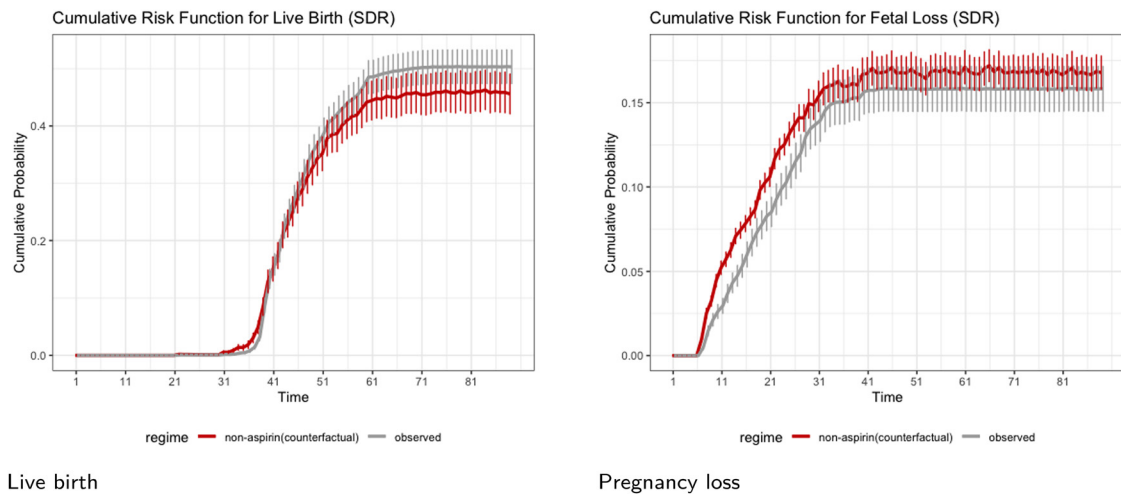 Cumulative Risk Function for Live Birth (SDR)
Cumulative Probability
0.4
0.2
0.0
1 11 21 31 41 51 61 71 81
Time
regime non-aspirin(counterfactual) observed
Live birth
Cumulative Risk Function for Fetal Loss (SDR)
Cumulative Probability
0.15
0.10
0.05
0.00
1 11 21 31 41 51 61 71 81
Time
regime non-aspirin(counterfactual) observed
Pregnancy loss